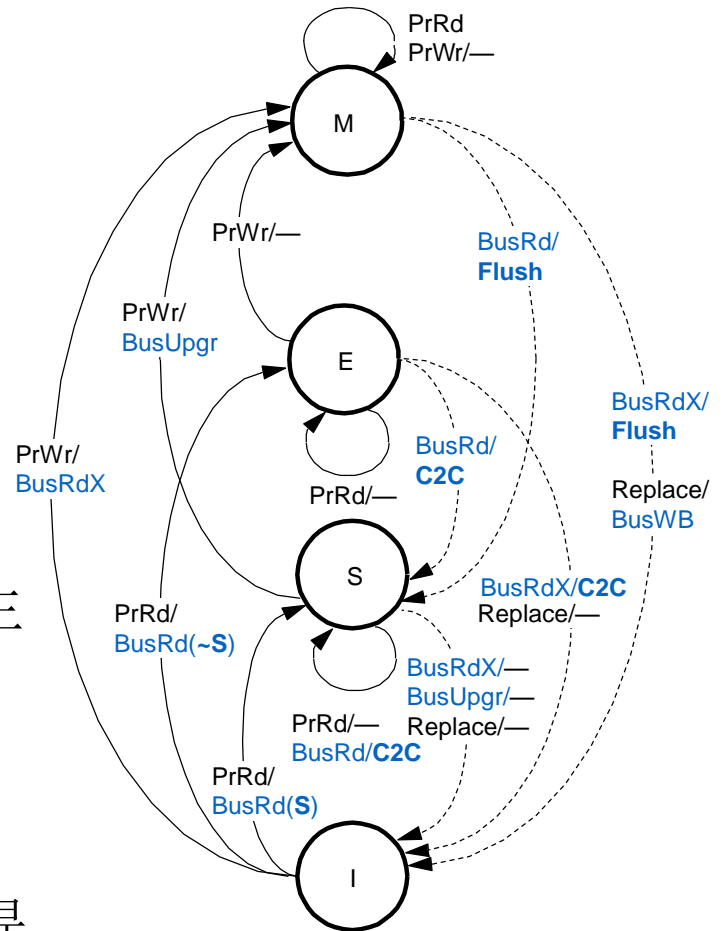 PrRd
PrWr/—
M
PrWr/—
BusRd/
Flush
PrWr/
BusUpgr
E
BusRdX/
Flush
BusRd/
C2C
PrWr/
BusRdX
PrRd/—
Replace/
BusWB
S
BusRdX/C2C
Replace/—
PrRd/
BusRd(~S)
BusRdX/—
BusUpgr/—
Replace/—
PrRd/—
BusRd/C2C
PrRd/
BusRd(S)
I